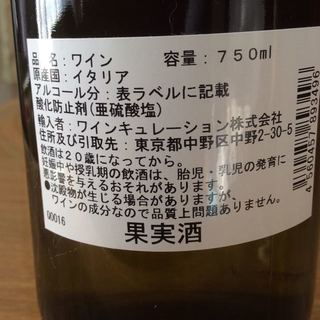 品名：ワイン　容量：７５０ml
原産国：イタリア
アルコール分：表ラベルに記載
酸化防止剤(亜硫酸塩)
輸入者：ワインキュレーション株式会社
住所及び引取先：東京都中野区中野2-30-5
飲酒は２０歳になってから。
妊娠中や授乳期の飲酒は、胎児・乳児の発育に
悪影響を与えるおそれがあります。
●沈殿物が生じる場合がありますが、
ワインの成分なので品質上問題ありません。
00016
果実酒
4580457893496